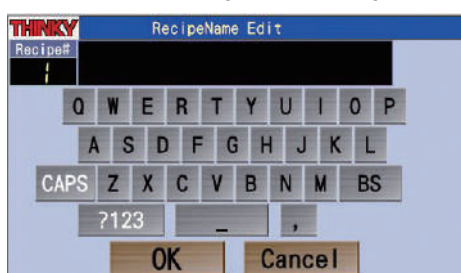 THINKY RecipeName Edit
Recipe#
1
Q W E R T Y U I O P
A S D F G H J K L
CAPS Z X C V B N M BS
?123 _ ,
OK Cancel